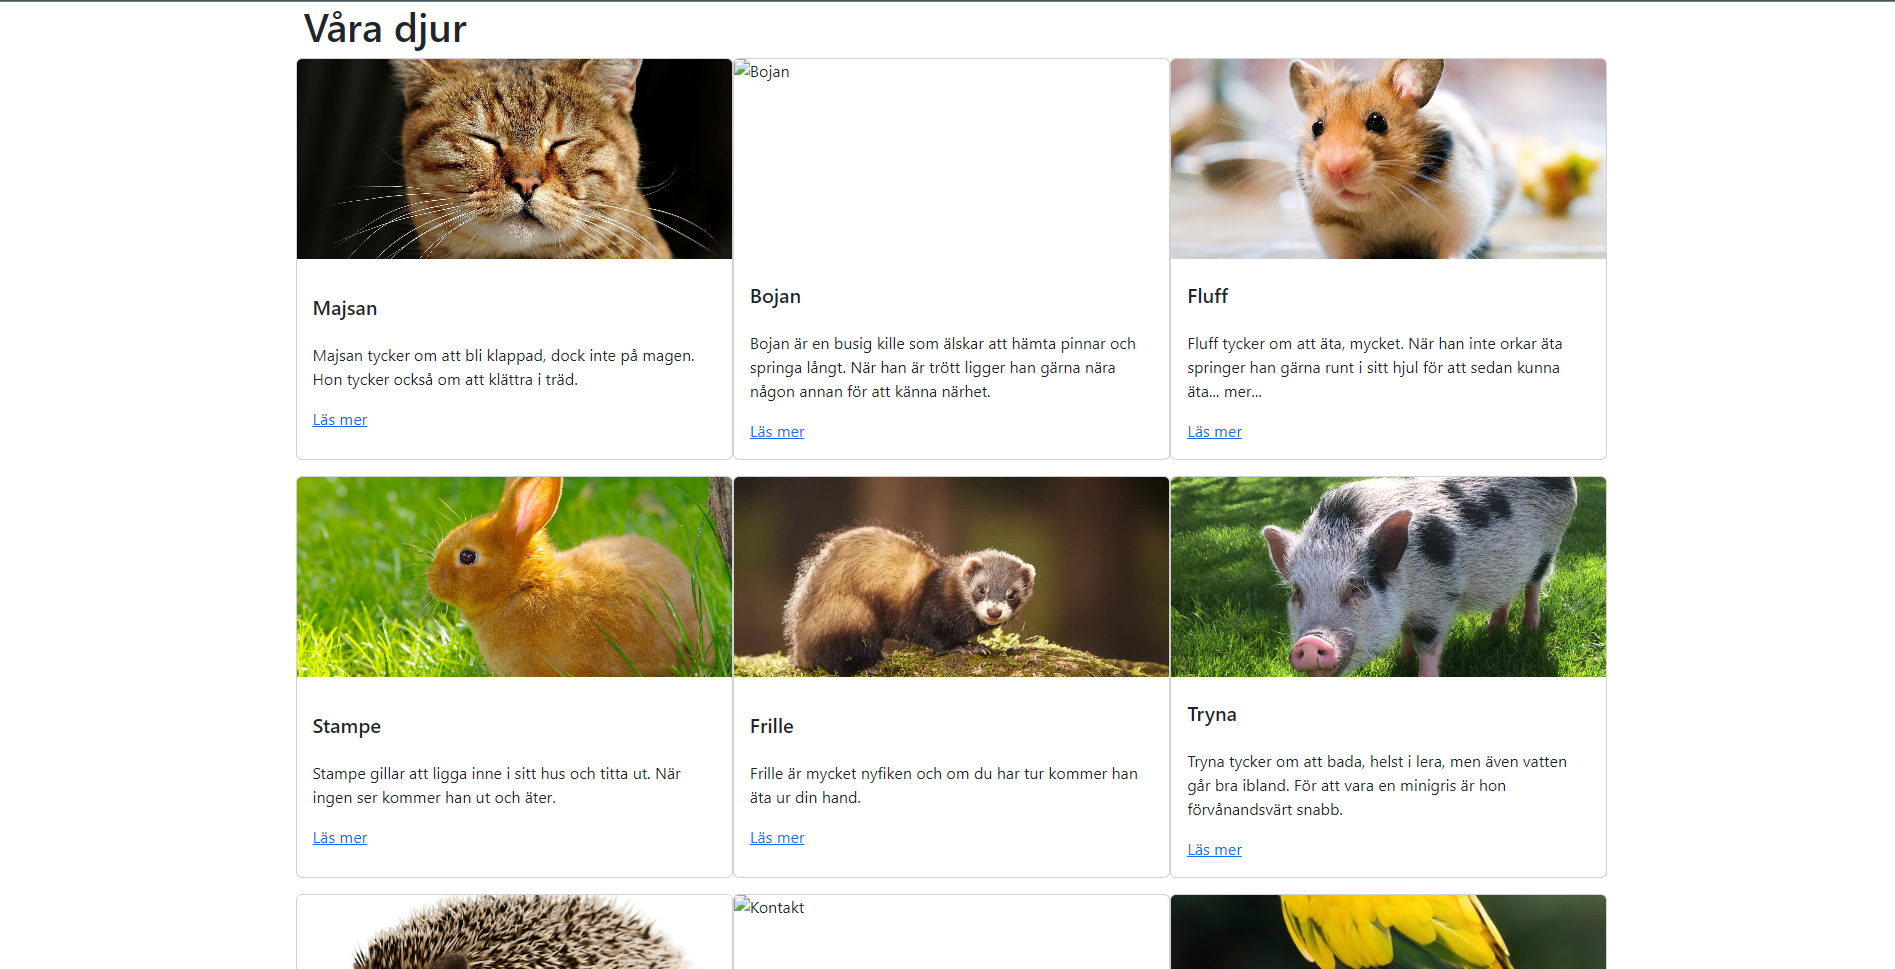 Våra djur
Bojan
Majsan
Majsan tycker om att bli klappad, dock inte på magen.
Hon tycker också om att klättra i träd.
Läs mer
Bojan
Bojan är en busig kille som älskar att hämta pinnar och
springa långt. När han är trött ligger han gärna nära
någon annan för att känna närhet.
Läs mer
Fluff
Fluff tycker om att äta, mycket. När han inte orkar äta
springer han gärna runt i sitt hjul för att sedan kunna
äta... mer...
Läs mer
Stampe
Stampe gillar att ligga inne i sitt hus och titta ut. När
ingen ser kommer han ut och äter.
Läs mer
Frille
Frille är mycket nyfiken och om du har tur kommer han
äta ur din hand.
Läs mer
Tryna
Tryna tycker om att bada, helst i lera, men även vatten
går bra ibland. För att vara en minigris är hon
förvånandsvärt snabb.
Läs mer
Kontakt